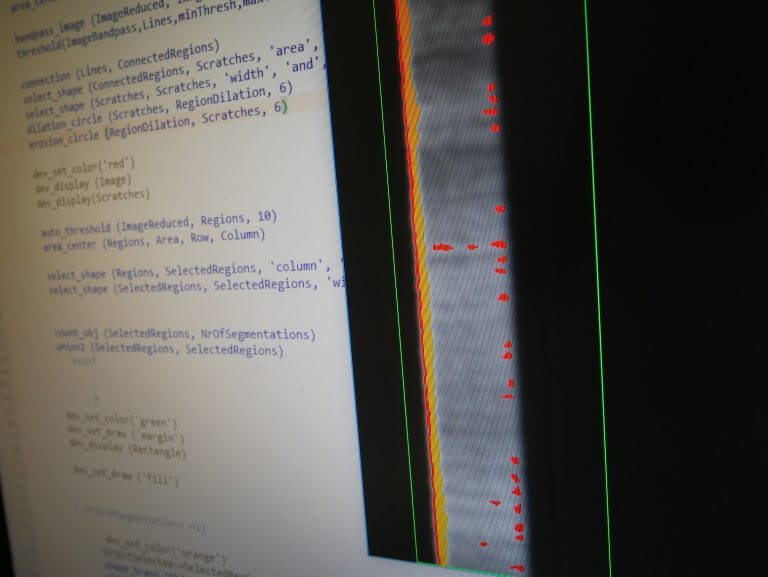 bandpass_image (ImageReduced,
threshold(ImageBandpass,Lines,minThresh,
connection (Lines, ConnectedRegions)
select_shape (ConnectedRegions, Scratches, 'area',
select_shape (Scratches, Scratches, 'width', 'and',
dilation_circle (Scratches, RegionDilation, 6)
erosion_circle (RegionDilation, Scratches, 6)
dev_set_color('red')
dev_display (Image)
dev_display(Scratches)
auto_threshold (ImageReduced, Regions, 10)
area_center (Regions, Area, Row, Column)
select_shape (Regions, SelectedRegions, 'column',
select_shape (SelectedRegions, SelectedRegions,
count_obj (SelectedRegions, NrOfSegmentations)
union1 (SelectedRegions, SelectedRegions)
endif
dev_set_color('green')
dev_set_draw ('margin')
dev_display (Rectangle)
dev_set_draw ('fill')
dev_set_color('orange')